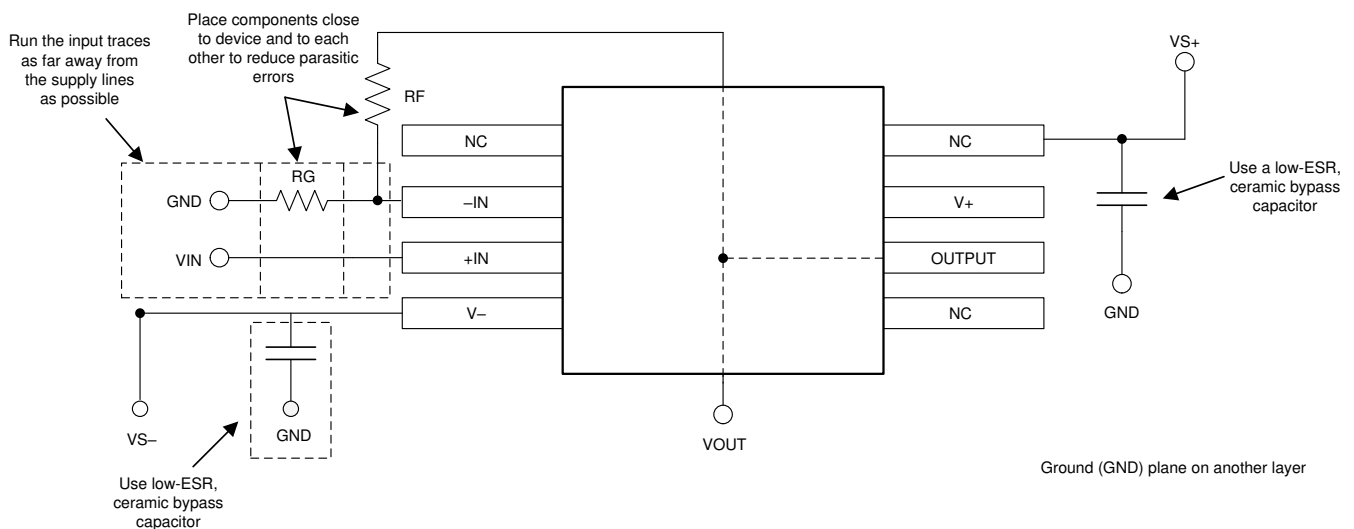 Run the input traces
as far away from
the supply lines
as possible
Place components close
to device and to each
other to reduce parasitic
errors
RF
VS+
NC
NC
Use a low-ESR,
ceramic bypass
capacitor
RG
GND
–IN
V+
VIN
+IN
OUTPUT
V–
NC
GND
VS–
GND
VOUT
Use low-ESR,
ceramic bypass
capacitor
Ground (GND) plane on another layer